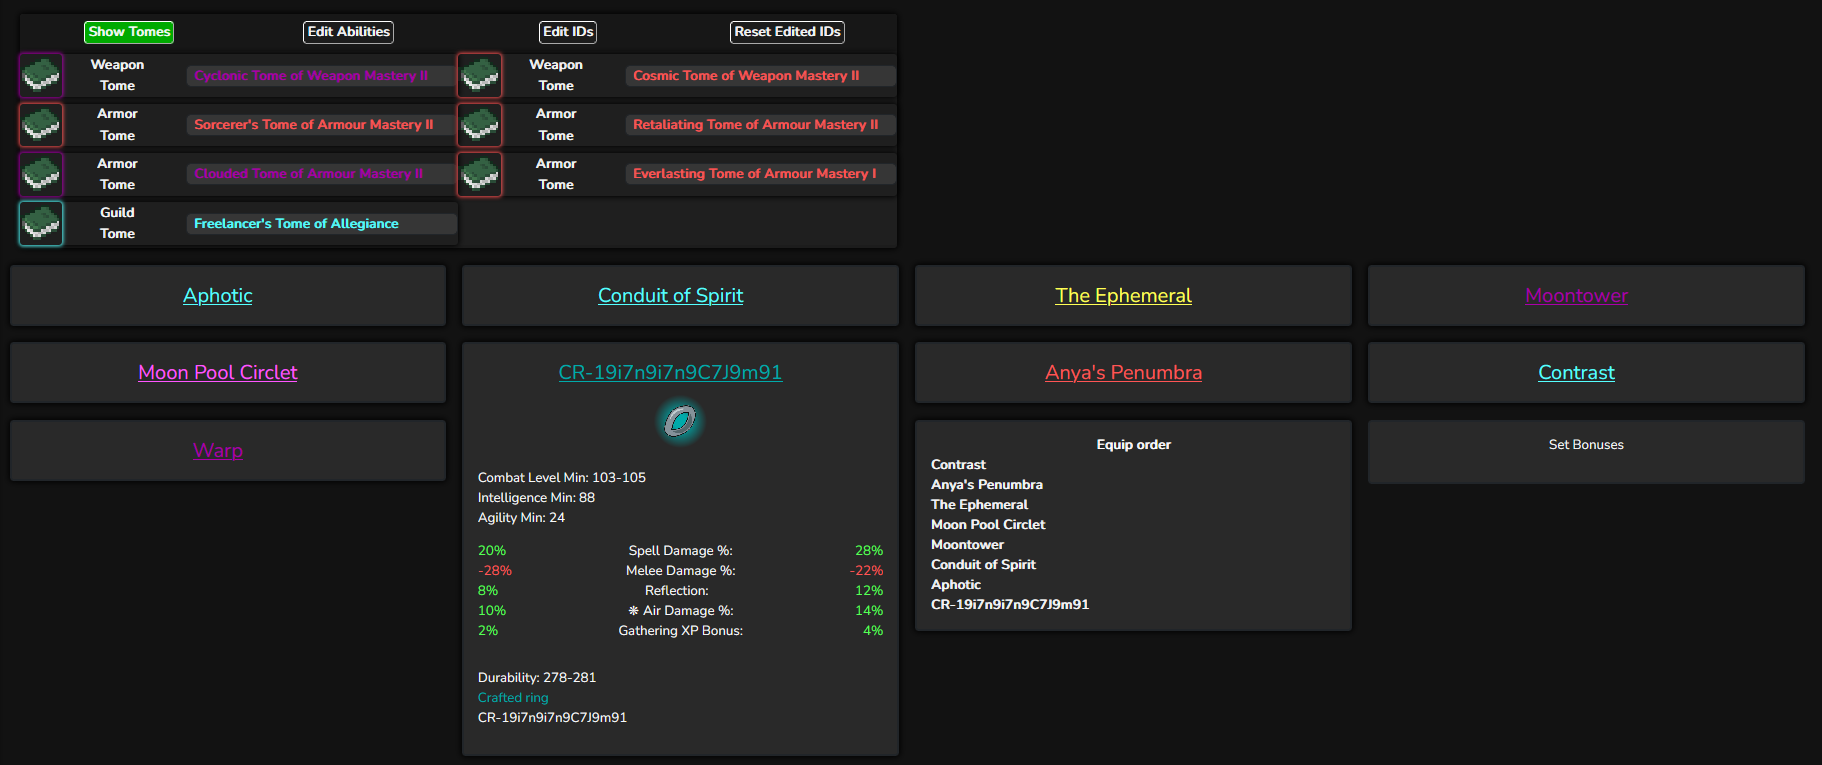 Show Tomes
Edit Abilities
Edit IDs
Reset Edited IDs
Weapon
Tome
Cyclonic Tome of Weapon Mastery II
Weapon
Tome
Cosmic Tome of Weapon Mastery II
Armor
Tome
Sorcerer's Tome of Armour Mastery II
Armor
Tome
Retaliating Tome of Armour Mastery II
Armor
Tome
Clouded Tome of Armour Mastery II
Armor
Tome
Everlasting Tome of Armour Mastery I
Guild
Tome
Freelancer's Tome of Allegiance
Aphotic
Conduit of Spirit
The Ephemeral
Moontower
Moon Pool Circlet
CR-19i7n9i7n9C7J9m91
Anya's Penumbra
Contrast
Warp
Combat Level Min: 103-105
Intelligence Min: 88
Agility Min: 24
20% Spell Damage %: 28%
-28% Melee Damage %: -22%
8% Reflection: 12%
10% ❋ Air Damage %: 14%
2% Gathering XP Bonus: 4%
Durability: 278-281
Crafted ring
CR-19i7n9i7n9C7J9m91
Equip order
Contrast
Anya's Penumbra
The Ephemeral
Moon Pool Circlet
Moontower
Conduit of Spirit
Aphotic
CR-19i7n9i7n9C7J9m91
Set Bonuses